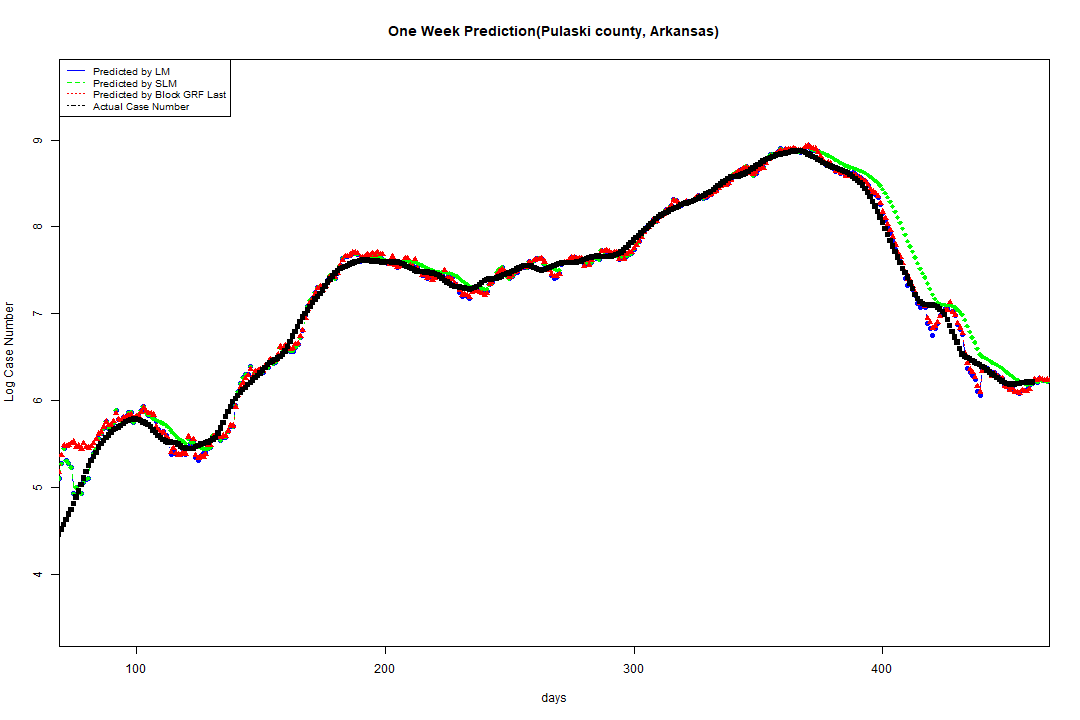 One Week Prediction(Pulaski county, Arkansas)
Predicted by LM
Predicted by SLM
Predicted by Block GRF Last
Actual Case Number
9
8
7
6
5
4
Log Case Number
100 200 300 400
days